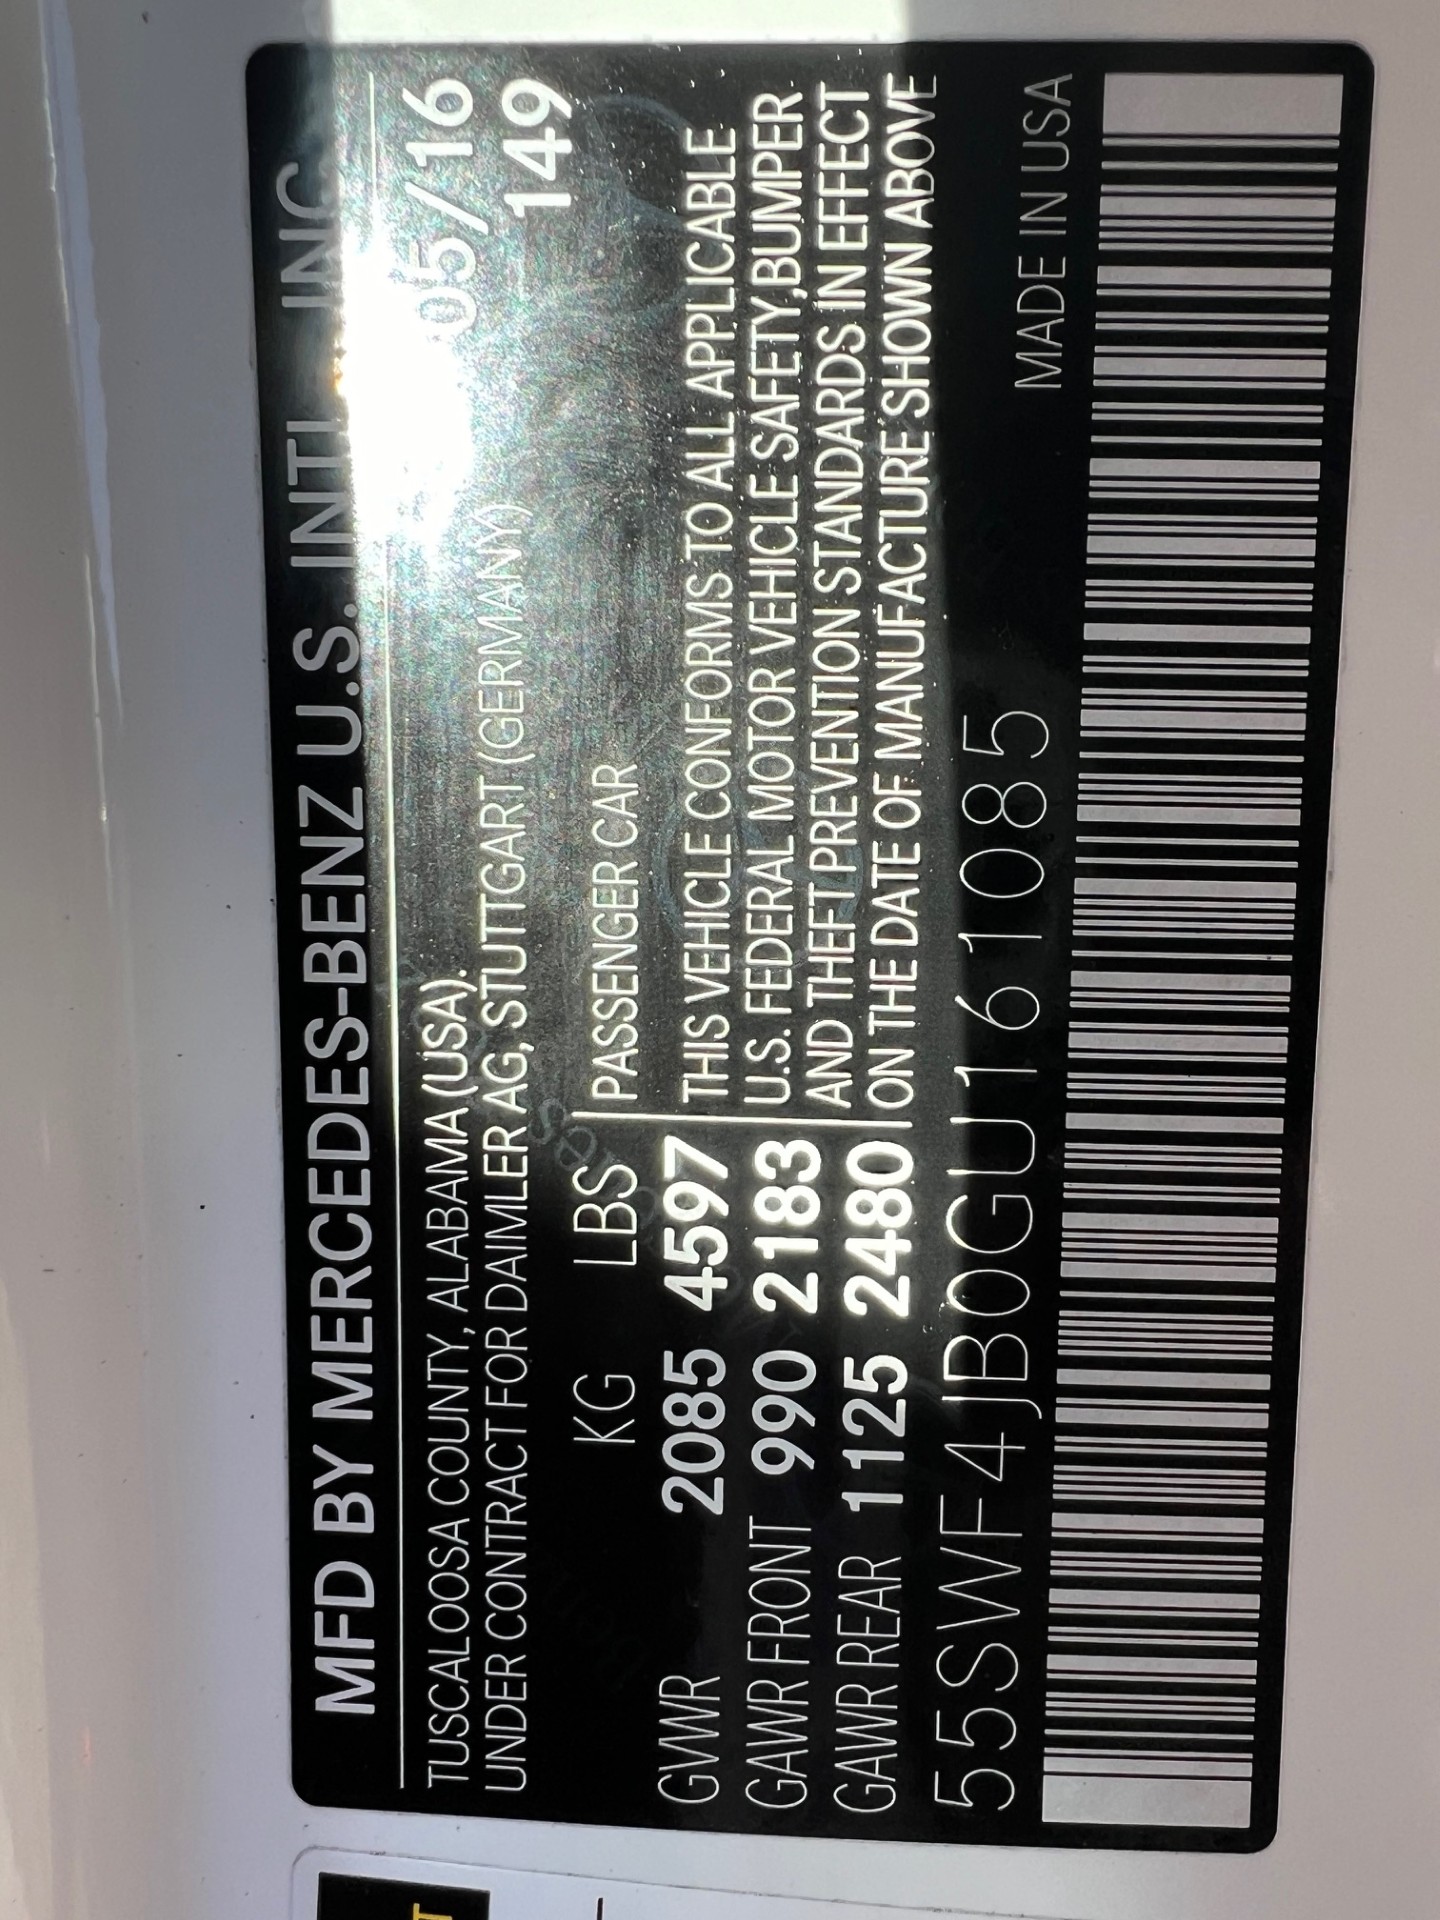 MFD BY MERCEDES-BENZ U.S. INTL. INC.
TUSCALOOSA COUNTY, ALABAMA (USA). 05/16
UNDER CONTRACT FOR DAIMLER AG, STUTTGART (GERMANY) 149
KG LBS PASSENGER CAR
GVWR 2085 4597 THIS VEHICLE CONFORMS TO ALL APPLICABLE
GAWR FRONT 990 2183 U.S. FEDERAL MOTOR VEHICLE SAFETY,BUMPER
GAWR REAR 1125 2480 AND THEFT PREVENTION STANDARDS IN EFFECT
ON THE DATE OF MANUFACTURE SHOWN ABOVE
55SWF4JB0GU161085 MADE IN USA